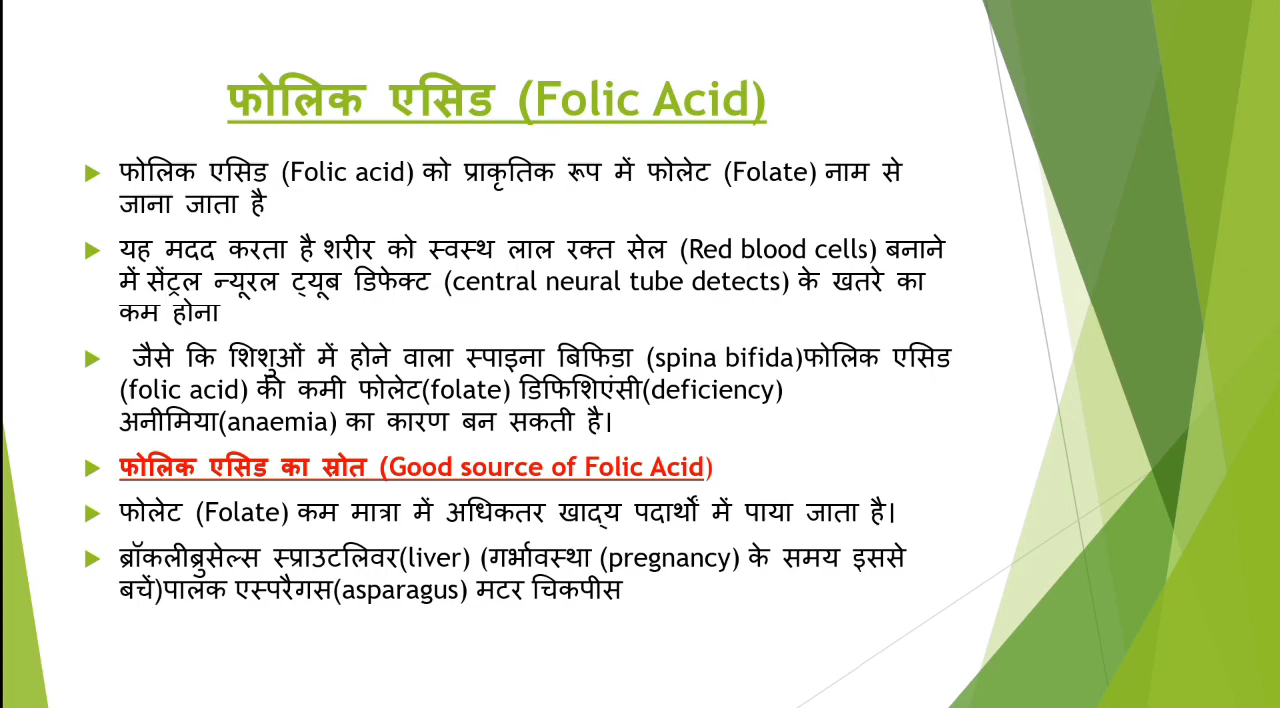 फोलिक एसिड (Folic Acid)
फोलिक एसिड (Folic acid) को प्राकृतिक रूप में फोलेट (Folate) नाम से
जाना जाता है
यह मदद करता है शरीर को स्वस्थ लाल रक्त सेल (Red blood cells) बनाने
में सेंट्रल न्यूरल ट्यूब डिफेक्ट (central neural tube detects) के खतरे का
कम होना
जैसे कि शिशुओं में होने वाला स्पाइना बिफिडा (spina bifida)फोलिक एसिड
(folic acid) की कमी फोलेट(folate) डिफिशिएंसी(deficiency)
अनीमिया(anaemia) का कारण बन सकती है।
फोलिक एसिड का स्रोत (Good source of Folic Acid)
फोलेट (Folate) कम मात्रा में अधिकतर खाद्य पदार्थों में पाया जाता है।
ब्रॉकलीब्रुसेल्स स्प्राउटलिवर(liver) (गर्भावस्था (pregnancy) के समय इससे
बचें)पालक एस्परैगस(asparagus) मटर चिकपीस